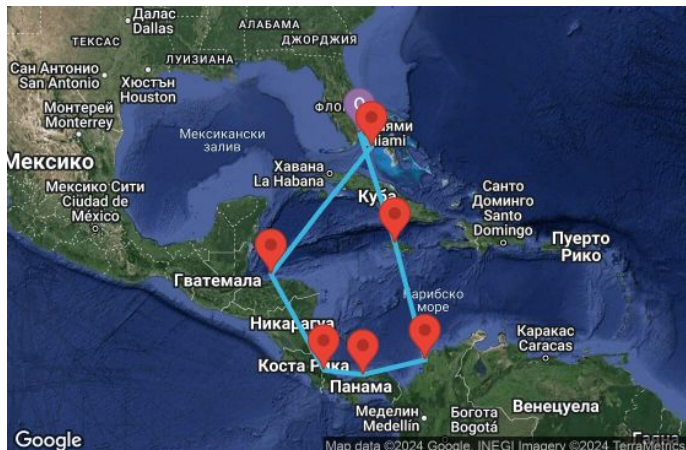 Далас
Dallas
АЛАБАМА
ТЕКСАС
ДЖОРДЖИЯ
ЛУИЗИАНА
Сан Антонио
San Antonio
Хюстън
Houston
ФЛО
Монтерей
Monterrey
Мексикански
залив
Мексико
Хавана
La Habana
Мексико Сити
Ciudad de
México
Куба
Санто
Доминго
Santo
Domingo
Пуерто
Рико
Гватемала
Карибско
море
Никарагуа
Коста Рика
Панама
Каракас
Caracas
Меделин
Medellín
Богота
Bogotá
Венецуела
Google
Map data ©2024 Google, INEGI Imagery ©2024 TerraMetrics